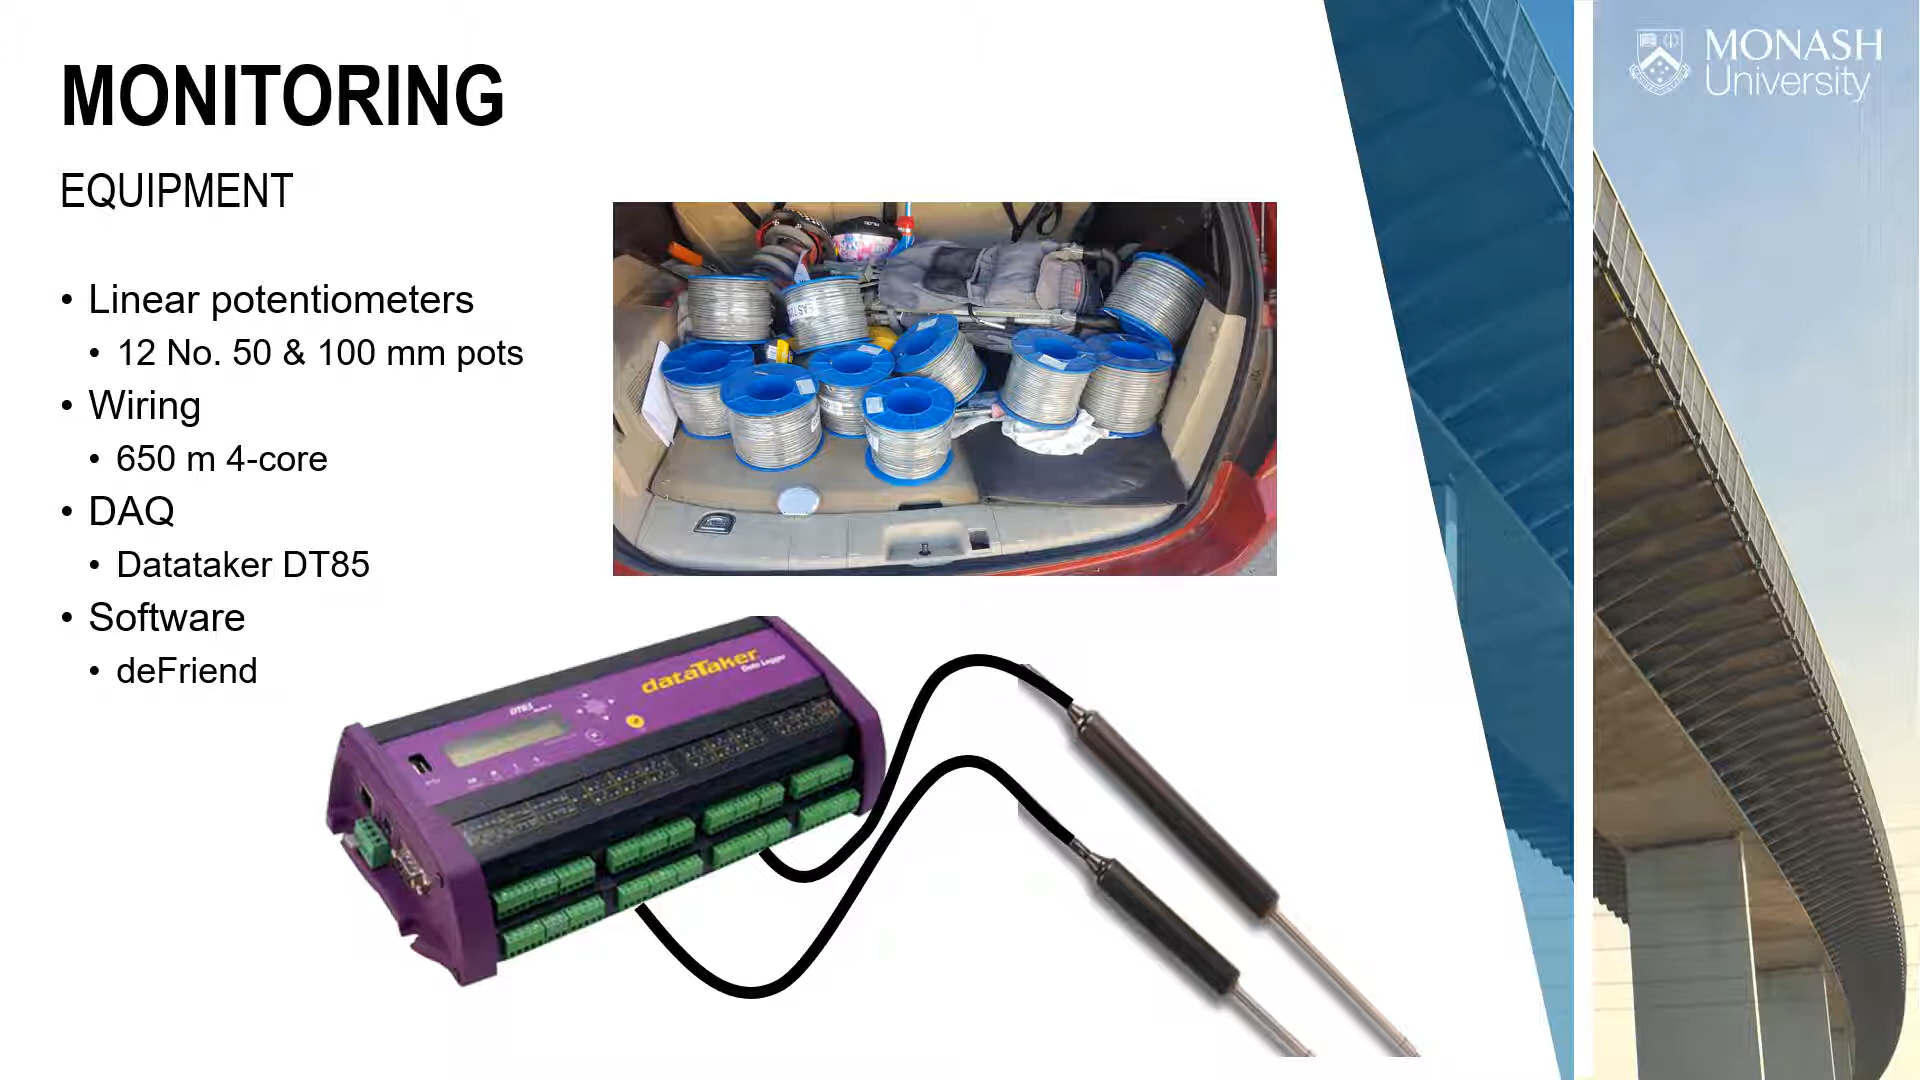 MONITORING
EQUIPMENT
• Linear potentiometers
• 12 No. 50 & 100 mm pots
• Wiring
• 650 m 4-core
• DAQ
• Datataker DT85
• Software
• deFriend
MONASH
University
dataTaker
Data Logger
DT85